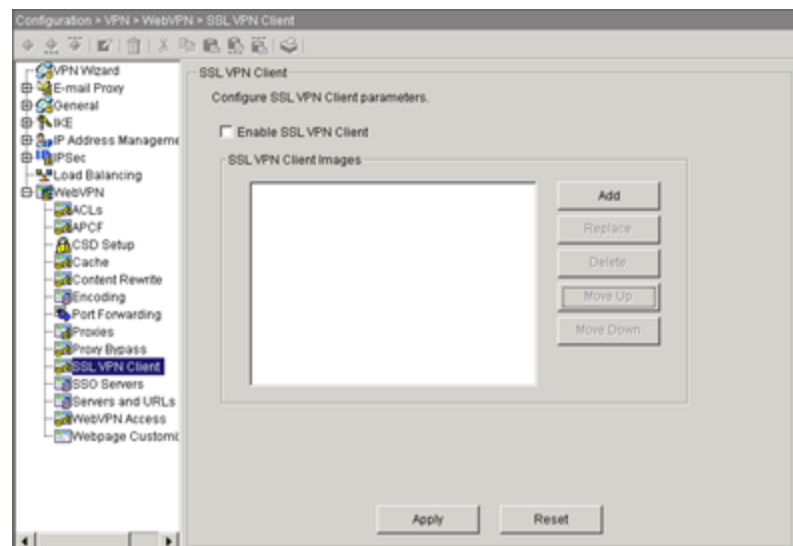 Configuration > VPN > WebVPN > SSL VPN Client
VPN Wizard
E-mail Proxy
General
IKE
IP Address Manageme
IPSec
Load Balancing
WebVPN
ACLs
APCF
CSD Setup
Cache
Content Rewrite
Encoding
Port Forwarding
Proxies
Proxy Bypass
SSL VPN Client
SSO Servers
Servers and URLs
WebVPN Access
Webpage Customi
SSL VPN Client
Configure SSL VPN Client parameters.
Enable SSL VPN Client
SSL VPN Client Images
Add
Replace
Delete
Move Up
Move Down
Apply
Reset